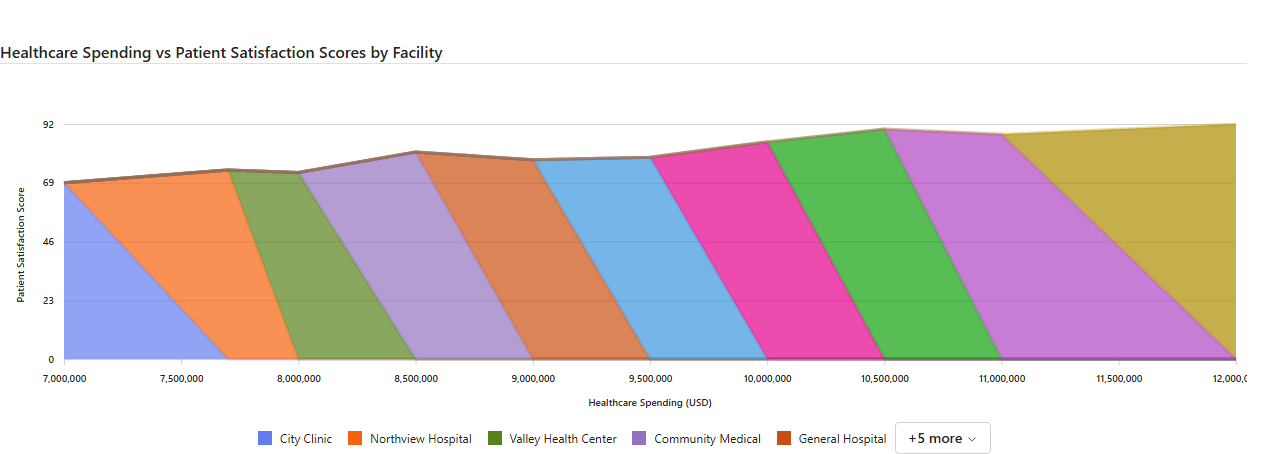 Healthcare Spending vs Patient Satisfaction Scores by Facility
92
69
46
23
0
Patient Satisfaction Score
7,000,000 7,500,000 8,000,000 8,500,000 9,000,000 9,500,000 10,000,000 10,500,000 11,000,000 11,500,000 12,000,0
Healthcare Spending (USD)
City Clinic Northview Hospital Valley Health Center Community Medical General Hospital +5 more